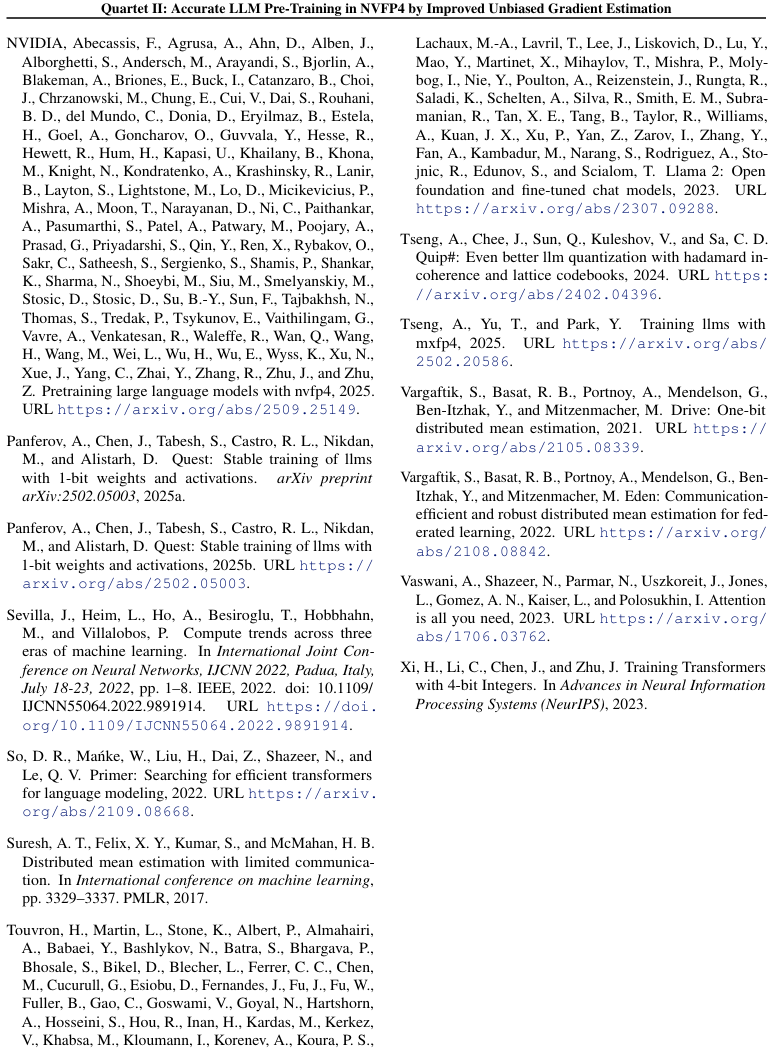 Quartet II: Accurate LLM Pre-Training in NVFP4 by Improved Unbiased Gradient Estimation
NVIDIA, Abecassis, F., Agrusa, A., Ahn, D., Alben, J.,
Alborghetti, S., Andersch, M., Arayandi, S., Bjorlin, A.,
Blakeman, A., Briones, E., Buck, I., Catanzaro, B., Choi,
J., Chrzanowski, M., Chung, E., Cui, V., Dai, S., Rouhani,
B. D., del Mundo, C., Donia, D., Eryilmaz, B., Estela,
H., Goel, A., Goncharov, O., Guvvala, Y., Hesse, R.,
Hewett, R., Hum, H., Kapasi, U., Khailany, B., Khona,
M., Knight, N., Kondratenko, A., Krashinsky, R., Lanir,
B., Layton, S., Lightstone, M., Lo, D., Micikevicius, P.,
Mishra, A., Moon, T., Narayanan, D., Ni, C., Paithankar,
A., Pasumarthi, S., Patel, A., Patwary, M., Poojary, A.,
Prasad, G., Priyadarshi, S., Qin, Y., Ren, X., Rybakov, O.,
Sakr, C., Satheesh, S., Sergienko, S., Shamis, P., Shankar,
K., Sharma, N., Shoeybi, M., Siu, M., Smelyanskiy, M.,
Stosic, D., Stosic, D., Su, B.-Y., Sun, F., Tajbakhsh, N.,
Thomas, S., Tredak, P., Tsykunov, E., Vaithilingam, G.,
Vavre, A., Venkatesan, R., Waleffe, R., Wan, Q., Wang,
H., Wang, M., Wei, L., Wu, H., Wu, E., Wyss, K., Xu, N.,
Xue, J., Yang, C., Zhai, Y., Zhang, R., Zhu, J., and Zhu,
Z. Pretraining large language models with nvfp4, 2025.
URL https://arxiv.org/abs/2509.25149.
Panferov, A., Chen, J., Tabesh, S., Castro, R. L., Nikdan,
M., and Alistarh, D. Quest: Stable training of llms
with 1-bit weights and activations. arXiv preprint
arXiv:2502.05003, 2025a.
Panferov, A., Chen, J., Tabesh, S., Castro, R. L., Nikdan,
M., and Alistarh, D. Quest: Stable training of llms with
1-bit weights and activations, 2025b. URL https://
arxiv.org/abs/2502.05003.
Sevilla, J., Heim, L., Ho, A., Besiroglu, T., Hobbhahn,
M., and Villalobos, P. Compute trends across three
eras of machine learning. In International Joint Con-
ference on Neural Networks, IJCNN 2022, Padua, Italy,
July 18-23, 2022, pp. 1–8. IEEE, 2022. doi: 10.1109/
IJCNN55064.2022.9891914. URL https://doi.
org/10.1109/IJCNN55064.2022.9891914.
So, D. R., Mańke, W., Liu, H., Dai, Z., Shazeer, N., and
Le, Q. V. Primer: Searching for efficient transformers
for language modeling, 2022. URL https://arxiv.
org/abs/2109.08668.
Suresh, A. T., Felix, X. Y., Kumar, S., and McMahan, H. B.
Distributed mean estimation with limited communica-
tion. In International conference on machine learning,
pp. 3329–3337. PMLR, 2017.
Touvron, H., Martin, L., Stone, K., Albert, P., Almahairi,
A., Babaei, Y., Bashlykov, N., Batra, S., Bhargava, P.,
Bhosale, S., Bikel, D., Blecher, L., Ferrer, C. C., Chen,
M., Cucurull, G., Esiobu, D., Fernandes, J., Fu, J., Fu, W.,
Fuller, B., Gao, C., Goswami, V., Goyal, N., Hartshorn,
A., Hosseini, S., Hou, R., Inan, H., Kardas, M., Kerkez,
V., Khabsa, M., Kloumann, I., Korenev, A., Koura, P. S.,
Lachaux, M.-A., Lavril, T., Lee, J., Liskovich, D., Lu, Y.,
Mao, Y., Martinet, X., Mihaylov, T., Mishra, P., Moly-
bog, I., Nie, Y., Poulton, A., Reizenstein, J., Rungta, R.,
Saladi, K., Schelten, A., Silva, R., Smith, E. M., Subra-
manian, R., Tan, X. E., Tang, B., Taylor, R., Williams,
A., Kuan, J. X., Xu, P., Yan, Z., Zarov, I., Zhang, Y.,
Fan, A., Kambadur, M., Narang, S., Rodriguez, A., Sto-
jnic, R., Edunov, S., and Scialom, T. Llama 2: Open
foundation and fine-tuned chat models, 2023. URL
https://arxiv.org/abs/2307.09288.
Tseng, A., Chee, J., Sun, Q., Kuleshov, V., and Sa, C. D.
Quip#: Even better llm quantization with hadamard in-
coherence and lattice codebooks, 2024. URL https:
//arxiv.org/abs/2402.04396.
Tseng, A., Yu, T., and Park, Y. Training llms with
mxfp4, 2025. URL https://arxiv.org/abs/
2502.20586.
Vargaftik, S., Basat, R. B., Portnoy, A., Mendelson, G.,
Ben-Itzhak, Y., and Mitzenmacher, M. Drive: One-bit
distributed mean estimation, 2021. URL https://
arxiv.org/abs/2105.08339.
Vargaftik, S., Basat, R. B., Portnoy, A., Mendelson, G., Ben-
Itzhak, Y., and Mitzenmacher, M. Eden: Communication-
efficient and robust distributed mean estimation for fed-
erated learning, 2022. URL https://arxiv.org/
abs/2108.08842.
Vaswani, A., Shazeer, N., Parmar, N., Uszkoreit, J., Jones,
L., Gomez, A. N., Kaiser, L., and Polosukhin, I. Attention
is all you need, 2023. URL https://arxiv.org/
abs/1706.03762.
Xi, H., Li, C., Chen, J., and Zhu, J. Training Transformers
with 4-bit Integers. In Advances in Neural Information
Processing Systems (NeurIPS), 2023.